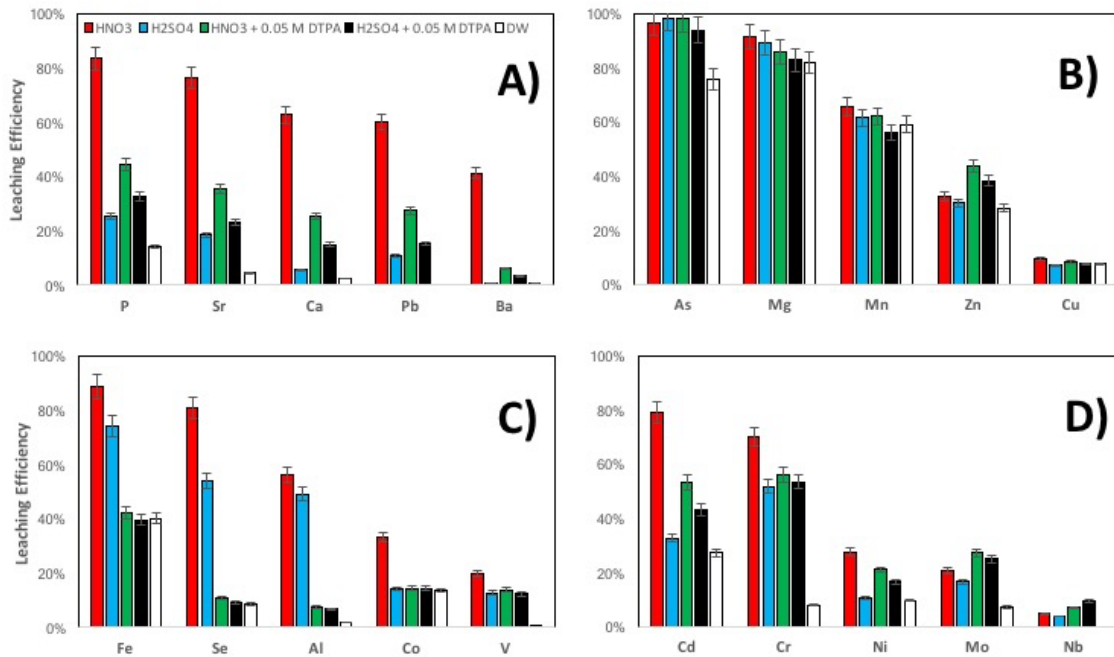 100%
80%
60%
40%
20%
0%
Leaching Efficiency
HNO3 H2SO4 HNO3 + 0.05 M DTPA H2SO4 + 0.05 M DTPA DW
A)
P Sr Ca Pb Ba
100%
80%
60%
40%
20%
0%
B)
As Mg Mn Zn Cu
100%
80%
60%
40%
20%
0%
Leaching Efficiency
C)
Fe Se Al Co V
100%
80%
60%
40%
20%
0%
D)
Cd Cr Ni Mo Nb